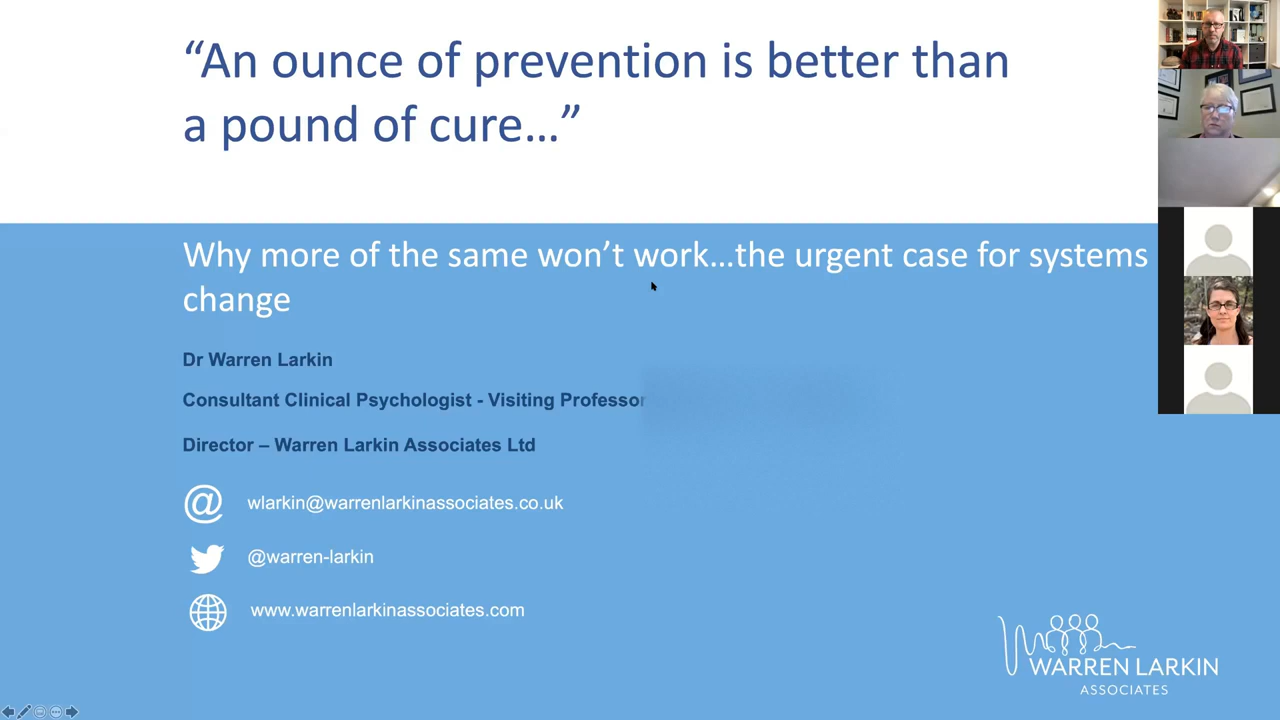 “An ounce of prevention is better than
a pound of cure…”
Why more of the same won’t work…the urgent case for systems
change
Dr Warren Larkin
Consultant Clinical Psychologist - Visiting Professor
Director – Warren Larkin Associates Ltd
@ wlarkin@warrenlarkinassociates.co.uk
@warren-larkin
www.warrenlarkinassociates.com
WARREN LARKIN
ASSOCIATES